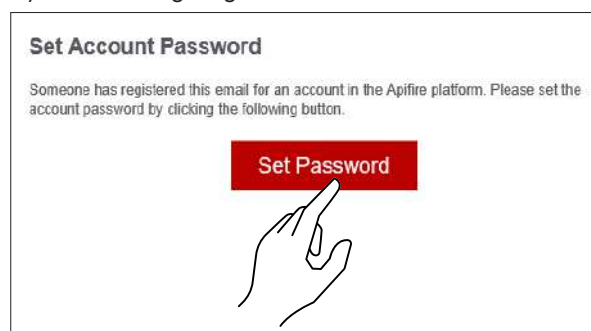 Set Account Password
Someone has registered this email for an account in the Apifire platform. Please set the
account password by clicking the following button.
Set Password